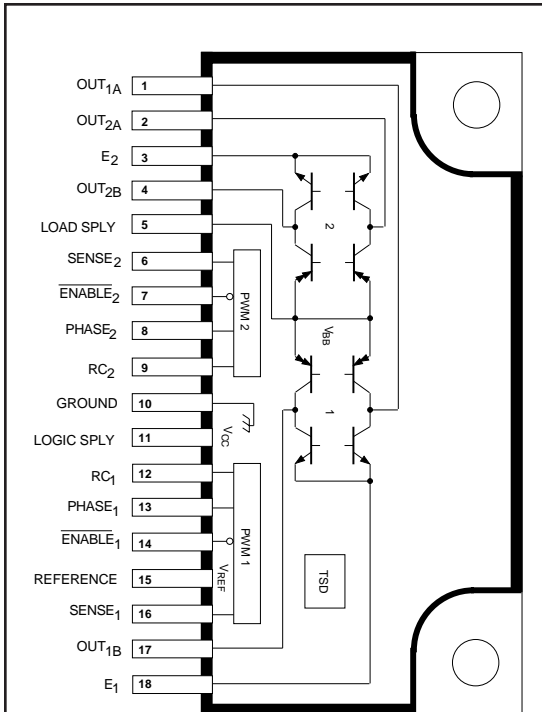 OUT1A 1
OUT2A 2
E2 3
OUT2B 4
LOAD SPLY 5
SENSE2 6
ENABLE2 7
PHASE2 8
RC2 9
GROUND 10
LOGIC SPLY 11
RC1 12
PHASE1 13
ENABLE1 14
REFERENCE 15
SENSE1 16
OUT1B 17
E1 18
PWM 2
VCC
PWM 1
VREF
2
VBB
1
TSD